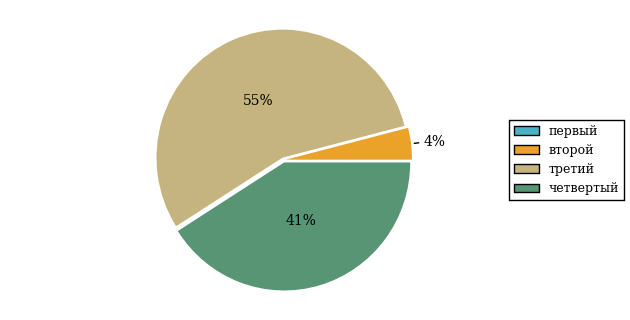 55%
4%
41%
первый
второй
третий
четвертый